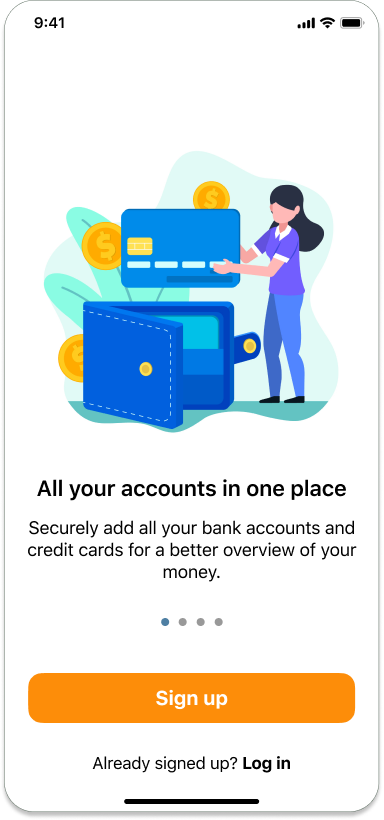 9:41
All your accounts in one place
Securely add all your bank accounts and
credit cards for a better overview of your
money.
Sign up
Already signed up? Log in